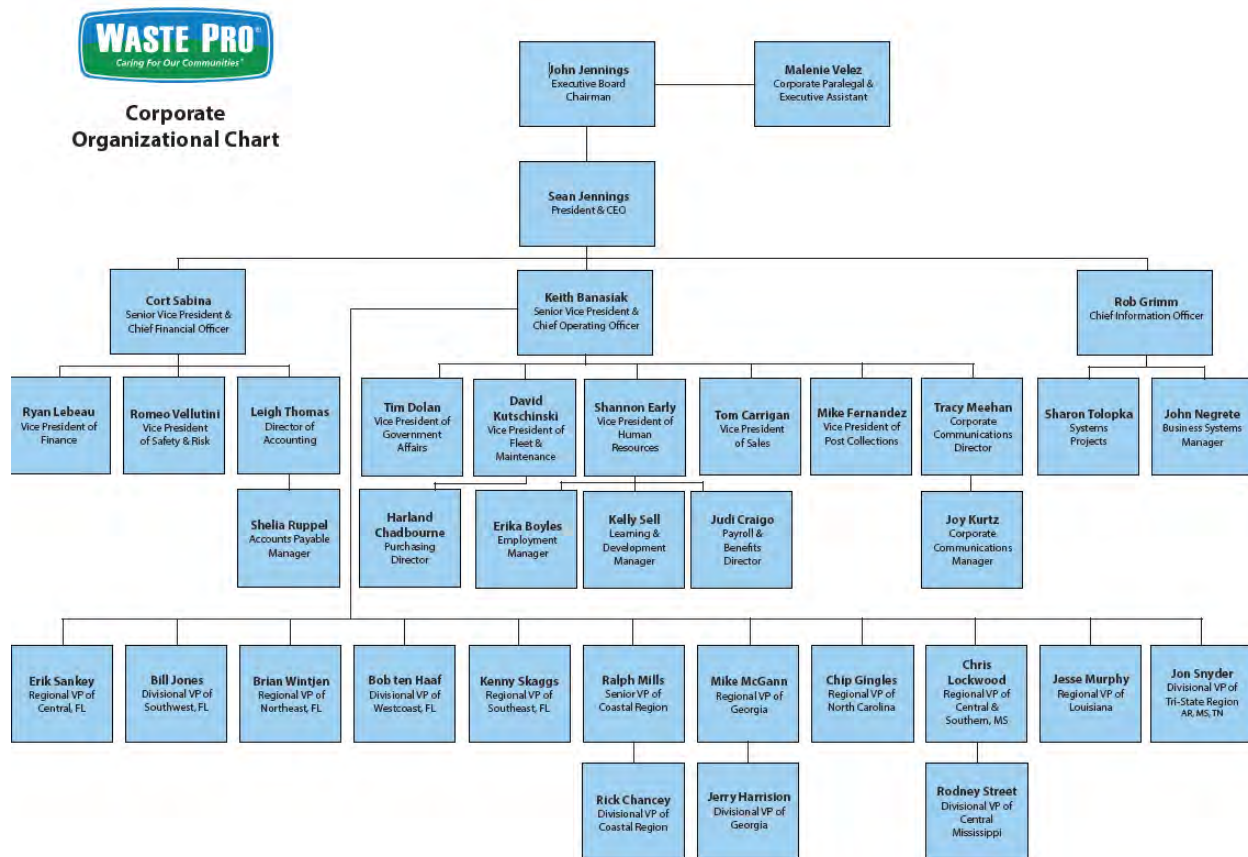 WASTE PRO®
Caring For Our Communities®
Corporate
Organizational Chart
John Jennings
Executive Board
Chairman
Malenie Velez
Corporate Paralegal &
Executive Assistant
Sean Jennings
President & CEO
Cort Sabina
Senior Vice President &
Chief Financial Officer
Keith Banasiak
Senior Vice President &
Chief Operating Officer
Rob Grimm
Chief Information Officer
Ryan Lebeau
Vice President of
Finance
Romeo Vellutini
Vice President
of Safety & Risk
Leigh Thomas
Director of
Accounting
Tim Dolan
Vice President of
Government
Affairs
David
Kutschinski
Vice President of
Fleet &
Maintenance
Shannon Early
Vice President of
Human
Resources
Tom Carrigan
Vice President
of Sales
Mike Fernandez
Vice President of
Post Collections
Tracy Meehan
Corporate
Communications
Director
Sharon Tolopka
Systems
Projects
John Negrete
Business Systems
Manager
Shelia Ruppel
Accounts Payable
Manager
Harland
Chadbourne
Purchasing
Director
Erika Boyles
Employment
Manager
Kelly Sell
Learning &
Development
Manager
Judi Craigo
Payroll &
Benefits
Director
Joy Kurtz
Corporate
Communications
Manager
Erik Sankey
Regional VP of
Central, FL
Bill Jones
Divisional VP of
Southwest, FL
Brian Wintjen
Regional VP of
Northeast, FL
Bob ten Haaf
Divisional VP of
Westcoast, FL
Kenny Skaggs
Regional VP of
Southeast, FL
Ralph Mills
Senior VP of
Coastal Region
Mike McGann
Regional VP of
Georgia
Chip Gingles
Regional VP of
North Carolina
Chris
Lockwood
Regional VP of
Central &
Southern, MS
Jesse Murphy
Regional VP of
Louisiana
Jon Snyder
Divisional VP of
Tri-State Region
AR, MS, TN
Rick Chancey
Divisional VP of
Coastal Region
Jerry Harrision
Divisional VP of
Georgia
Rodney Street
Divisional VP of
Central
Mississippi